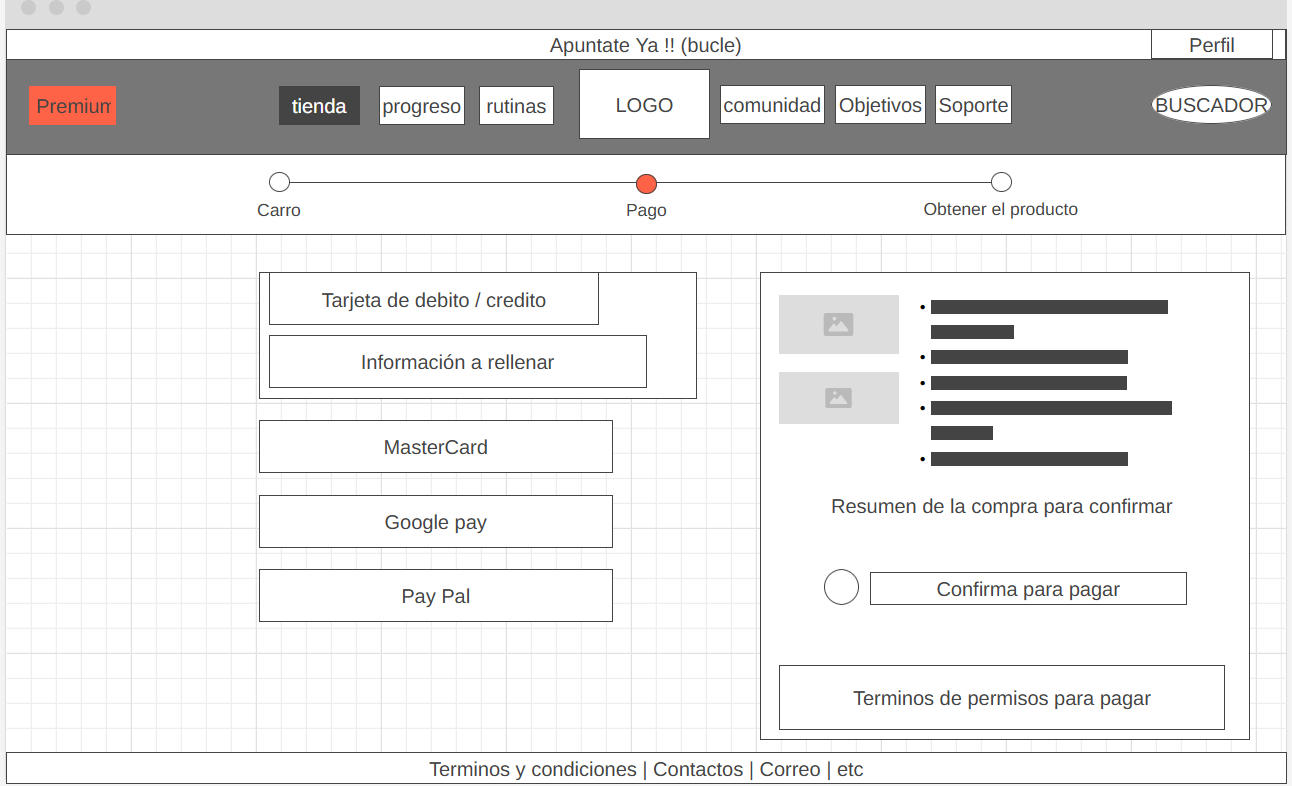 Apuntate Ya !! (bucle)
Perfil
Premium
tienda
progreso
rutinas
LOGO
comunidad
Objetivos
Soporte
BUSCADOR
Carro
Pago
Obtener el producto
Tarjeta de debito / credito
Información a rellenar
MasterCard
Google pay
Pay Pal
Resumen de la compra para confirmar
Confirma para pagar
Terminos de permisos para pagar
Terminos y condiciones | Contactos | Correo | etc